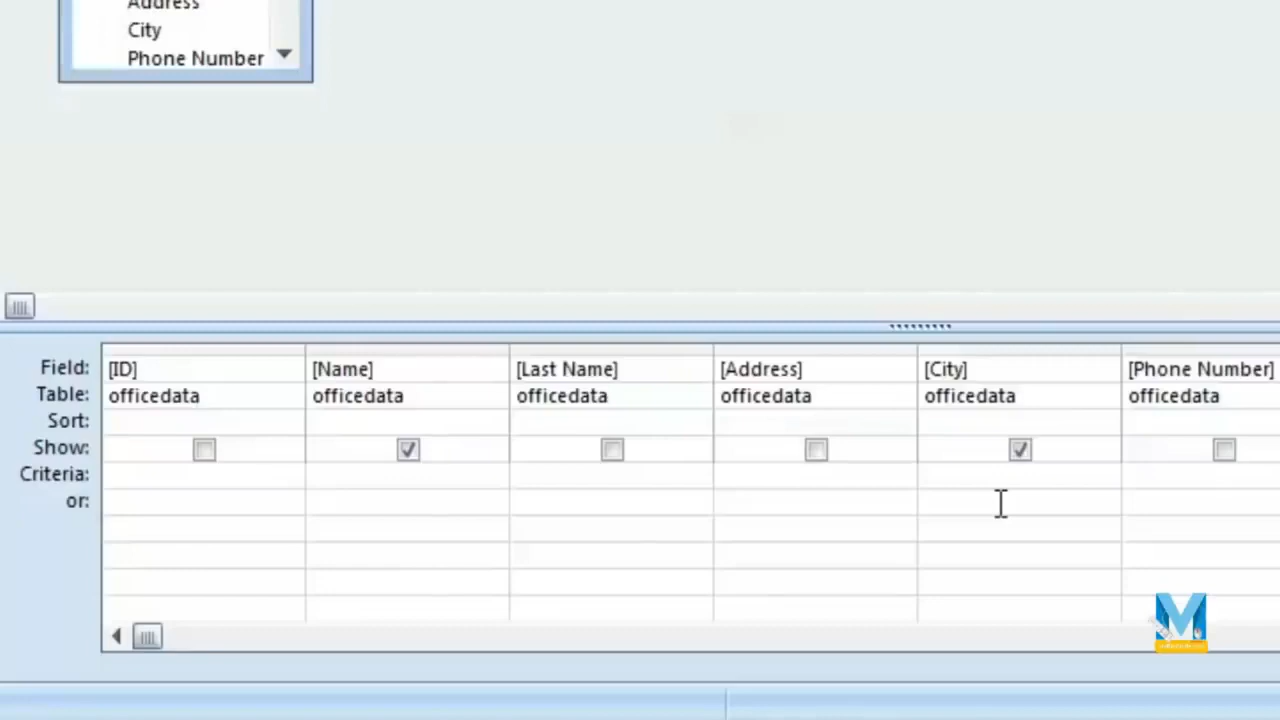 Address
City
Phone Number
Field: [ID] [Name] [Last Name] [Address] [City] [Phone Number]
Table: officedata officedata officedata officedata officedata officedata
Sort:
Show:
Criteria:
or:
M